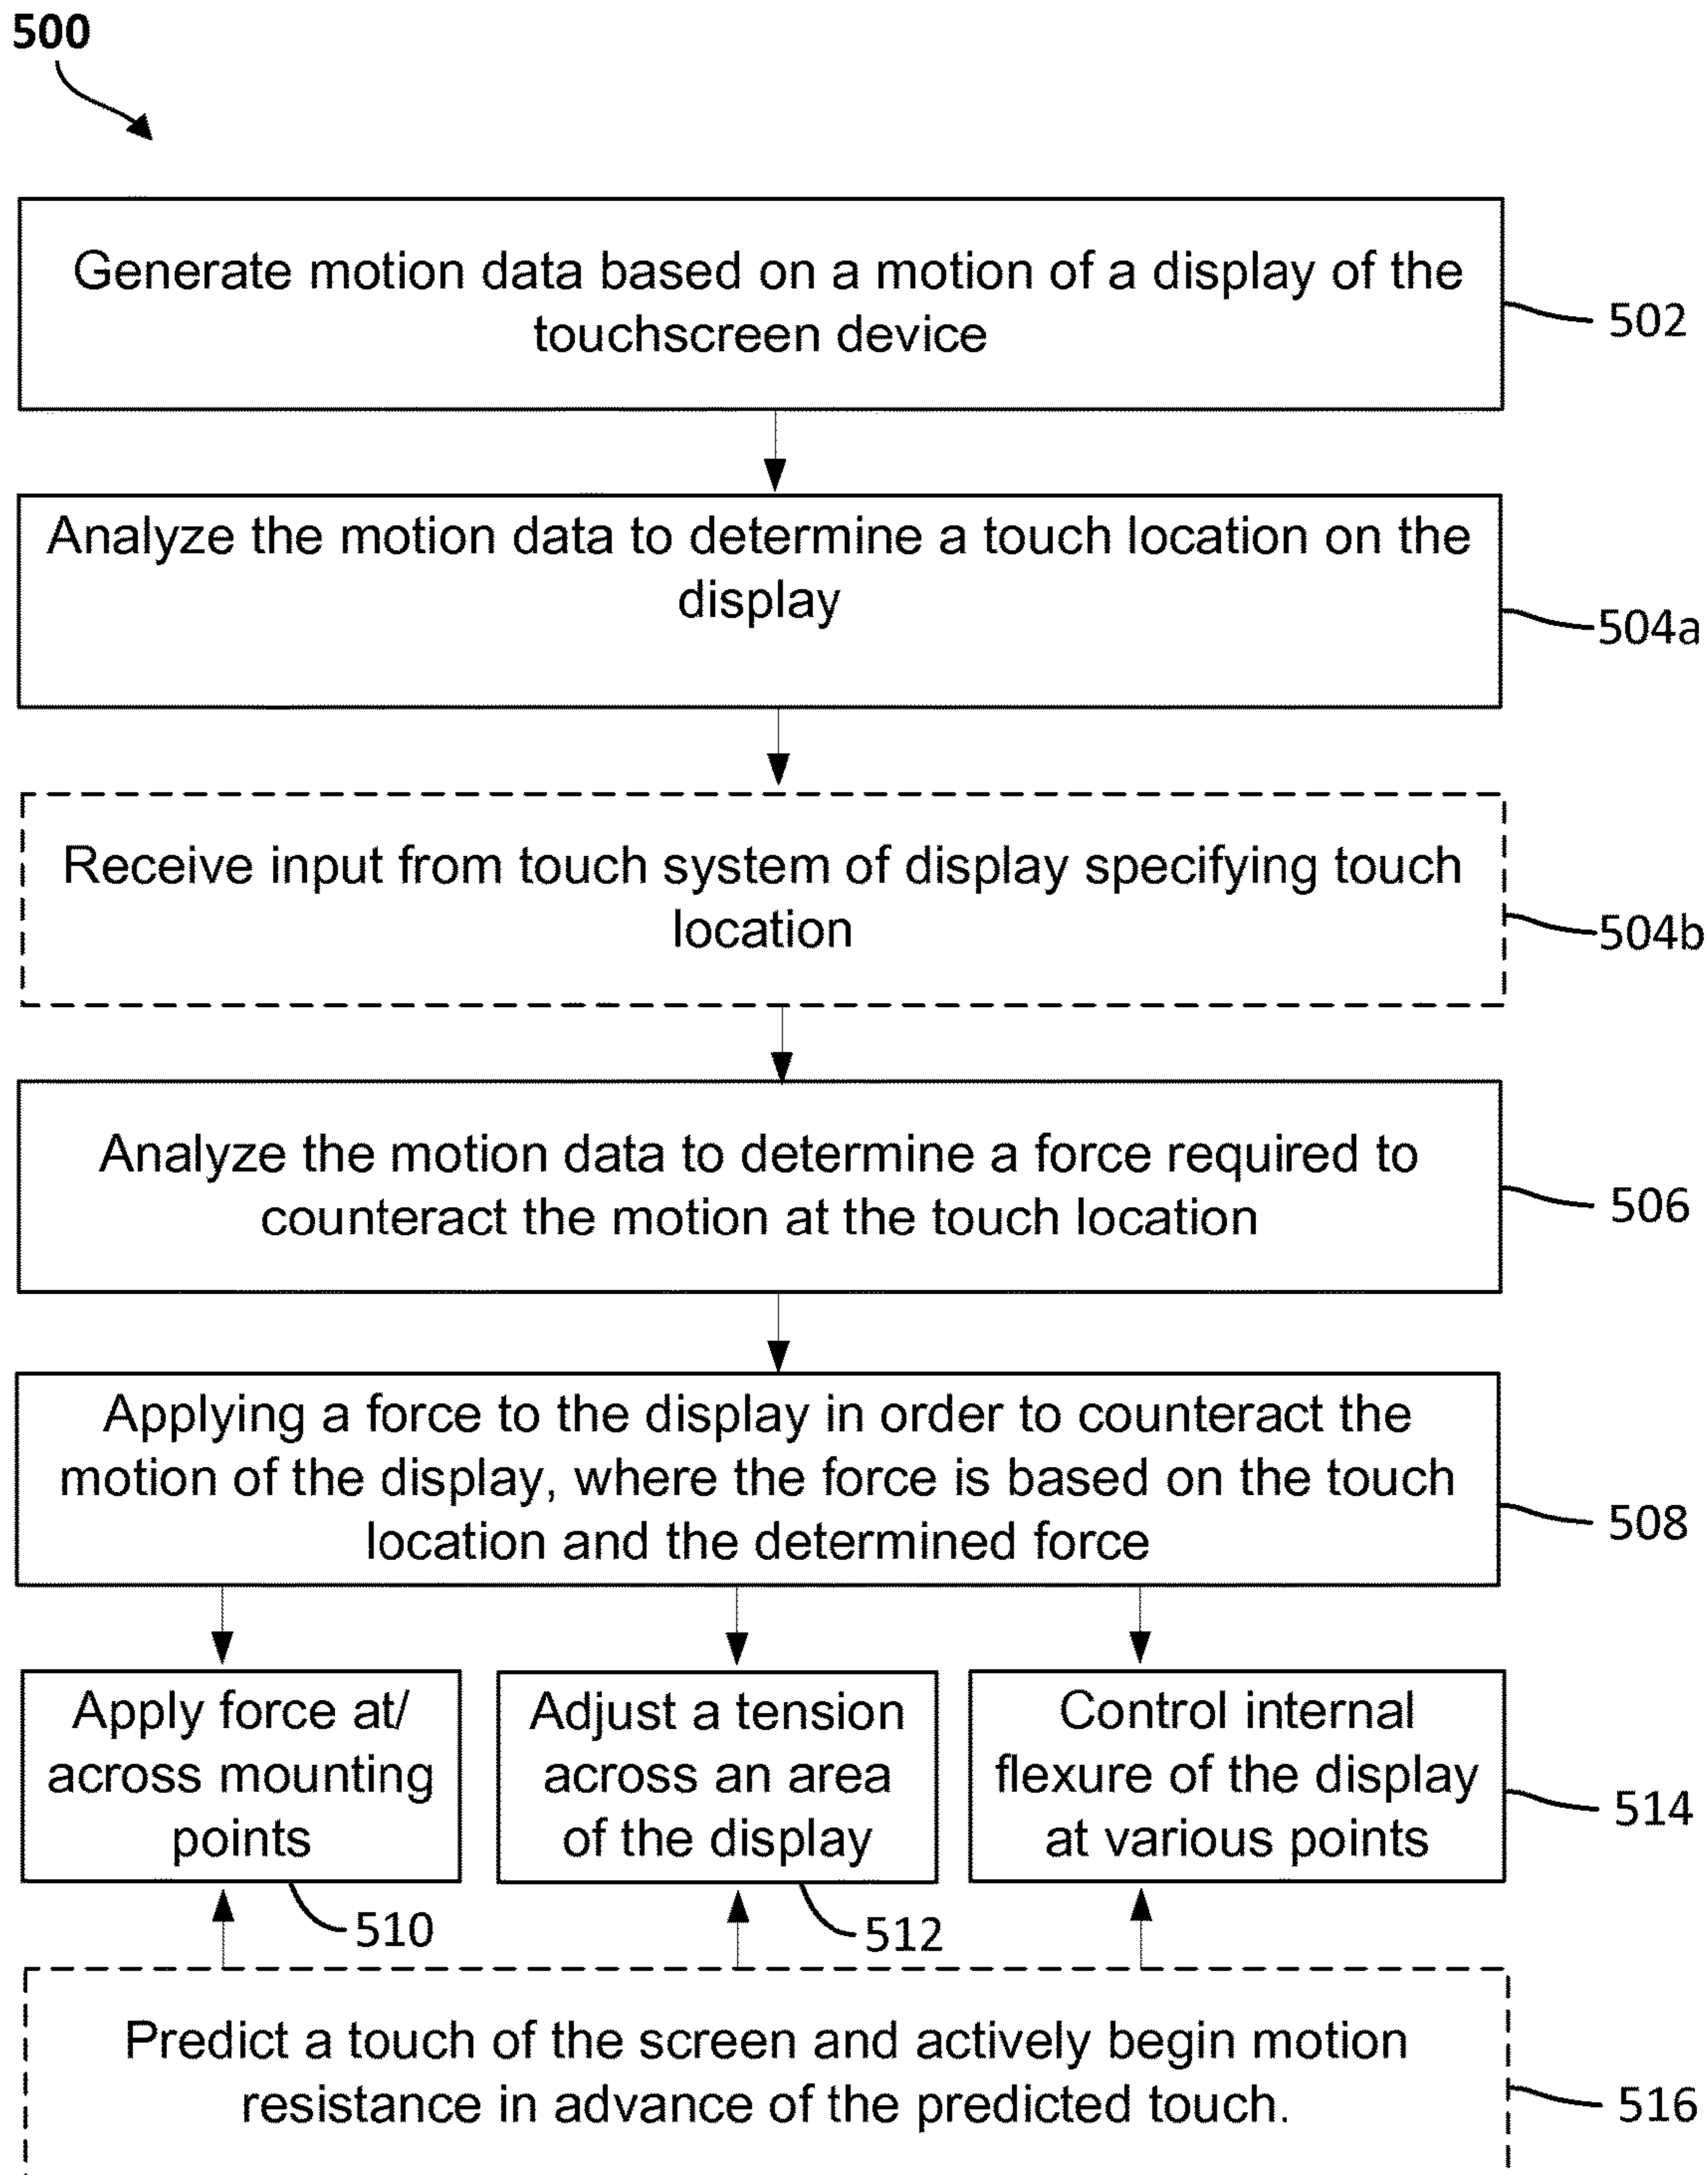 500
Generate motion data based on a motion of a display of the
touchscreen device
502
Analyze the motion data to determine a touch location on the
display
504a
Receive input from touch system of display specifying touch
location
504b
Analyze the motion data to determine a force required to
counteract the motion at the touch location
506
Applying a force to the display in order to counteract the
motion of the display, where the force is based on the touch
location and the determined force
508
Apply force at/
across mounting
points
510
Adjust a tension
across an area
of the display
512
Control internal
flexure of the display
at various points
514
Predict a touch of the screen and actively begin motion
resistance in advance of the predicted touch.
516